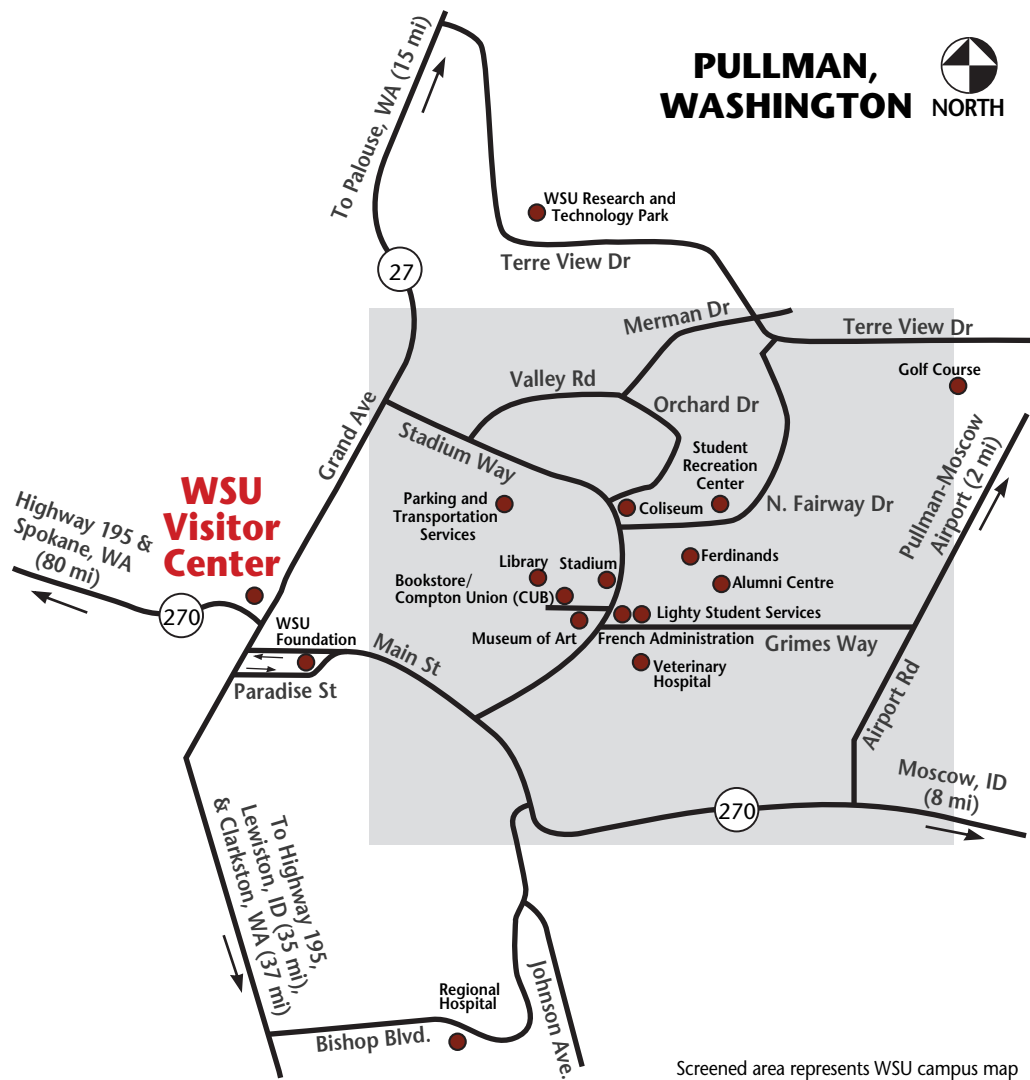 PULLMAN,
WASHINGTON
NORTH
To Palouse, WA (15 mi)
WSU Research and
Technology Park
Terre View Dr
27
Merman Dr
Terre View Dr
Golf Course
Valley Rd
Orchard Dr
Grand Ave
Stadium Way
Student
Recreation
Center
Pullman-Moscow
Airport (2 mi)
WSU
Visitor
Center
Highway 195 &
Spokane, WA
(80 mi)
Parking and
Transportation
Services
Coliseum
N. Fairway Dr
Ferdinands
Library
Stadium
Alumni Centre
Bookstore/
Compton Union (CUB)
270
WSU
Foundation
Lighty Student Services
Museum of Art
French Administration
Grimes Way
Main St
Veterinary
Hospital
Paradise St
Airport Rd
Moscow, ID
(8 mi)
270
To Highway 195,
Lewiston, ID (35 mi),
& Clarkston, WA (37 mi)
Johnson Ave.
Regional
Hospital
Bishop Blvd.
Screened area represents WSU campus map